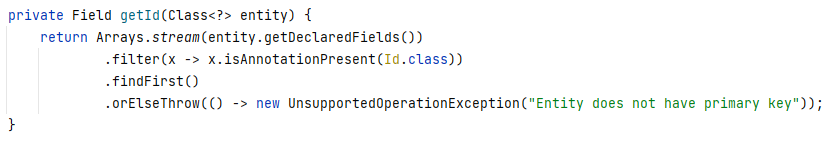 private Field getId(Class<?> entity) {
    return Arrays.stream(entity.getDeclaredFields())
            .filter(x -> x.isAnnotationPresent(Id.class))
            .findFirst()
            .orElseThrow(() -> new UnsupportedOperationException("Entity does not have primary key"));
}